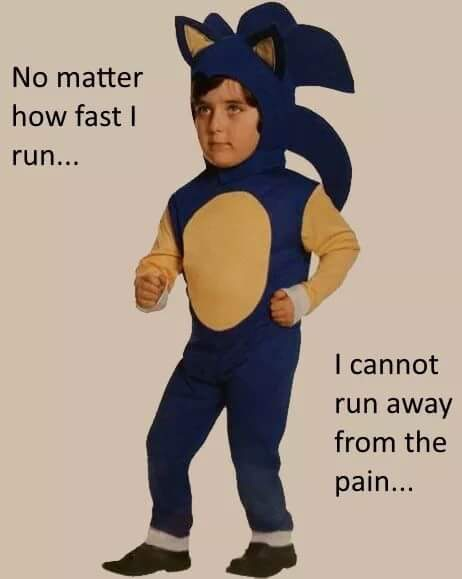 No matter
how fast I
run...
I cannot
run away
from the
pain...